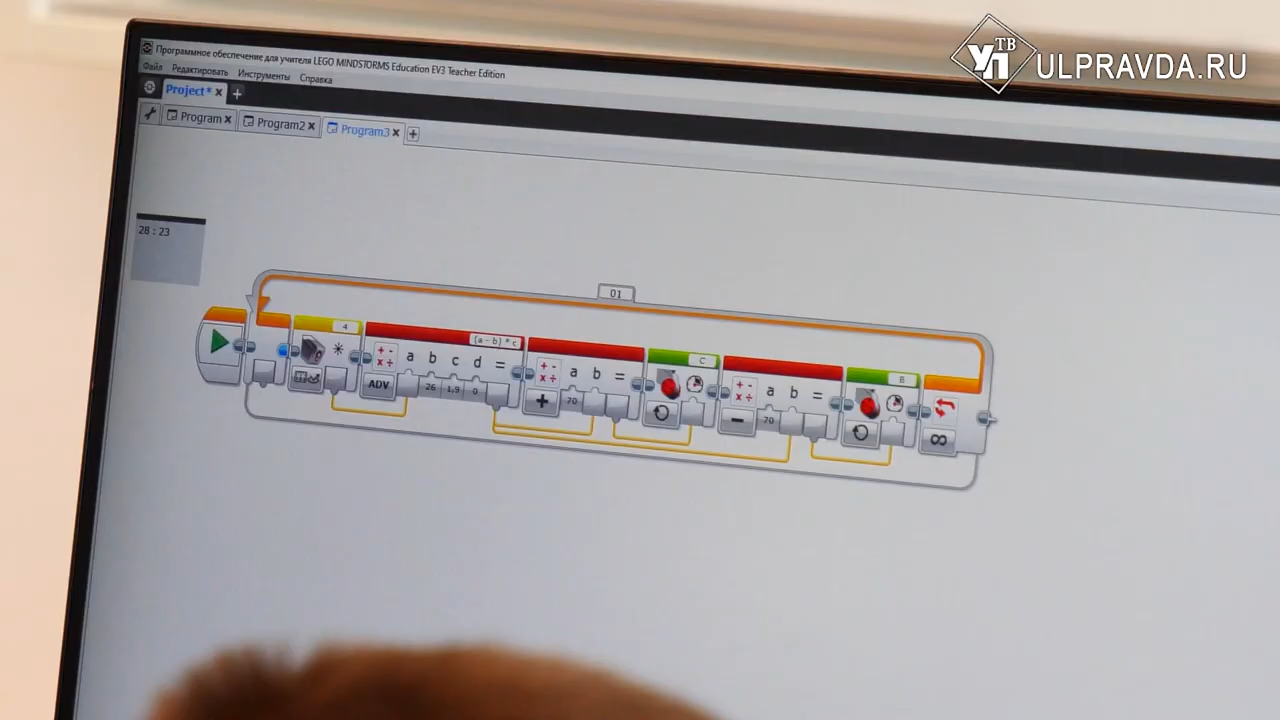 УП ТВ
ULPRAVDA.RU
Программное обеспечение для учителя LEGO MINDSTORMS Education EV3 Teacher Edition
Файл Редактировать Инструменты Справка
Project* x +
Program x Program2 x Program3 x +
28 : 23
01
4
(a - b) * c
C
B
a b c d =
a b =
a b =
ADV
26 1,9 0
+ 70
- 70
∞